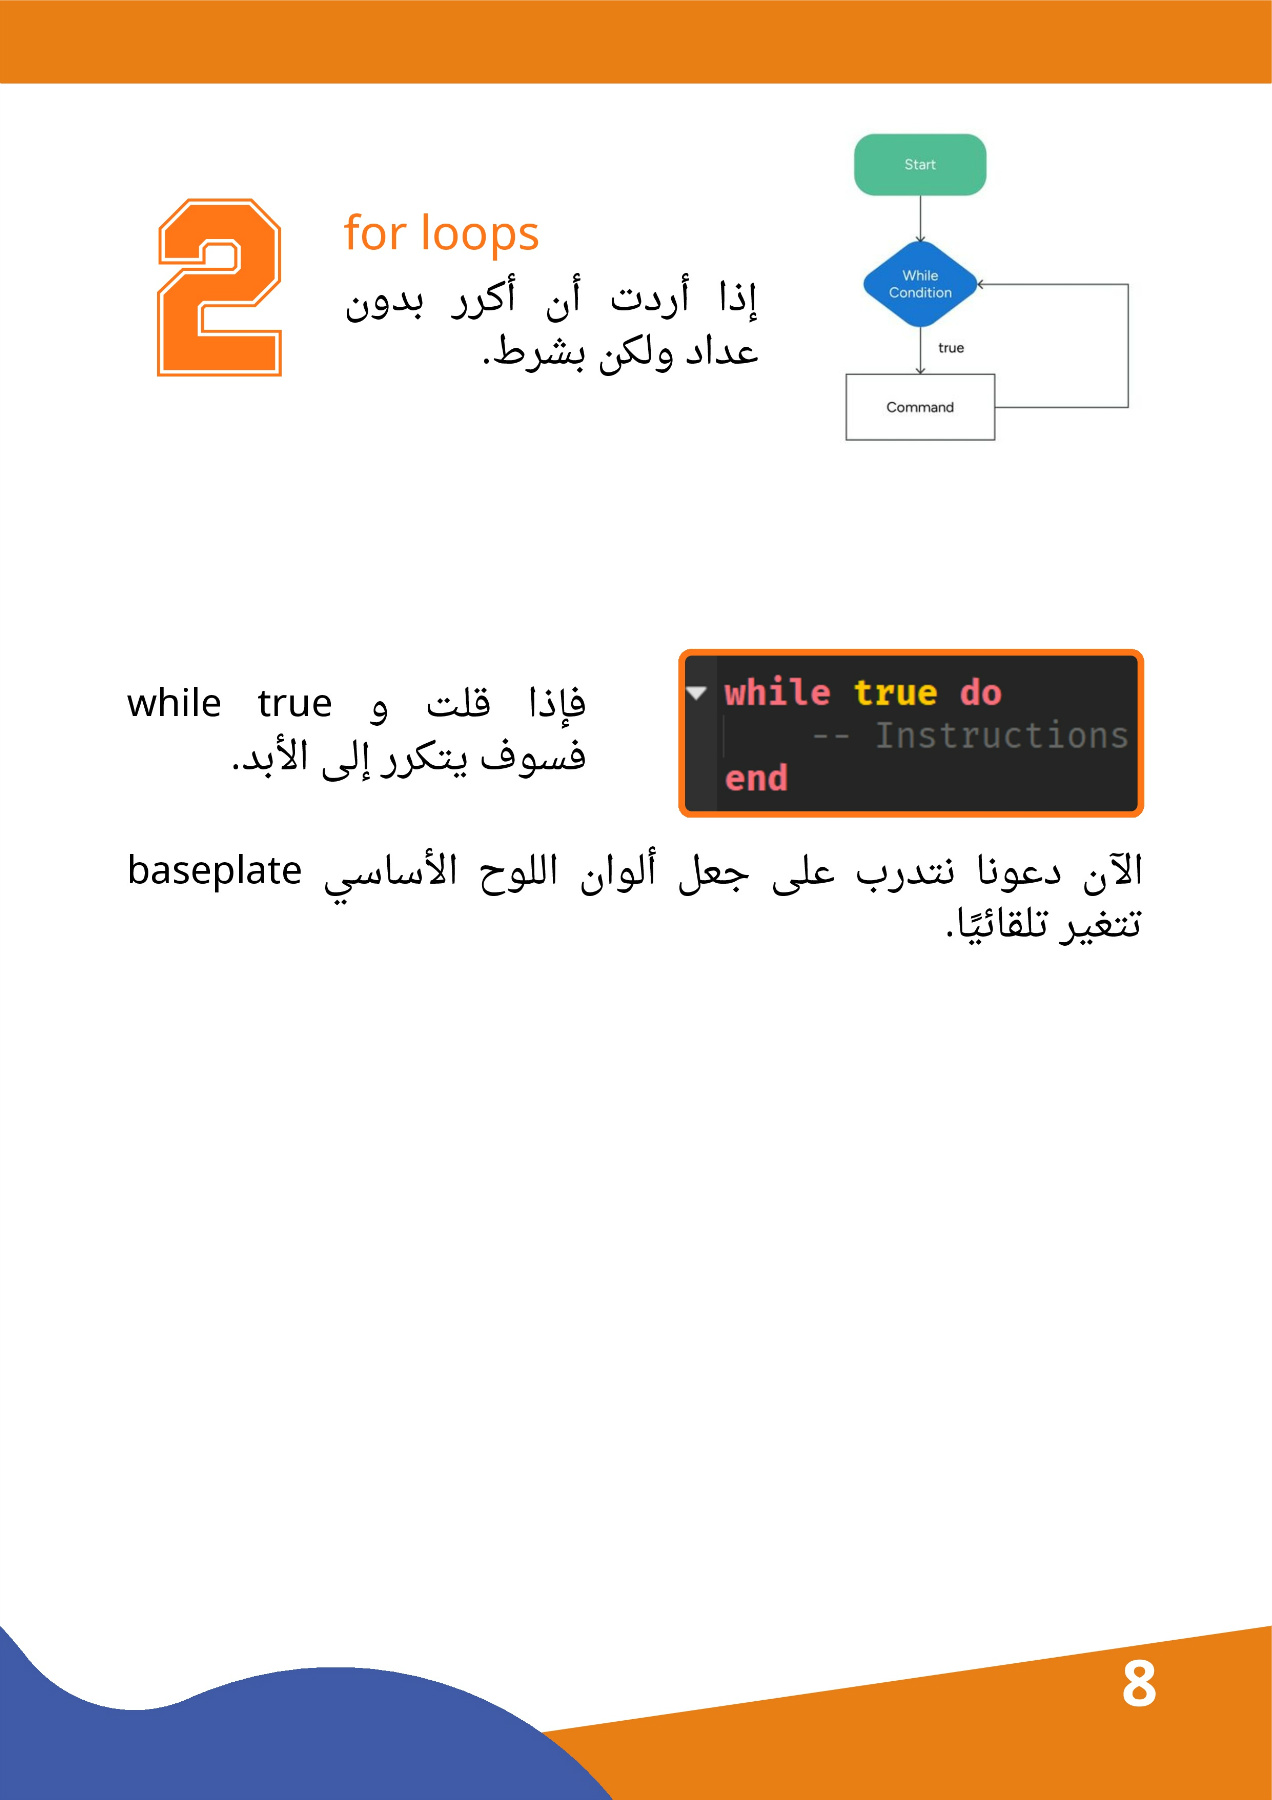 2
for loops
إذا أردت أن أكرر بدون
عداد ولكن بشرط.
Start
While
Condition
true
Command
فإذا قلت و while true
فسوف يتكرر إلى الأبد.
while true do
-- Instructions
end
الآن دعونا نتدرب على جعل ألوان اللوح الأساسي baseplate
تتغير تلقائيًا.
8